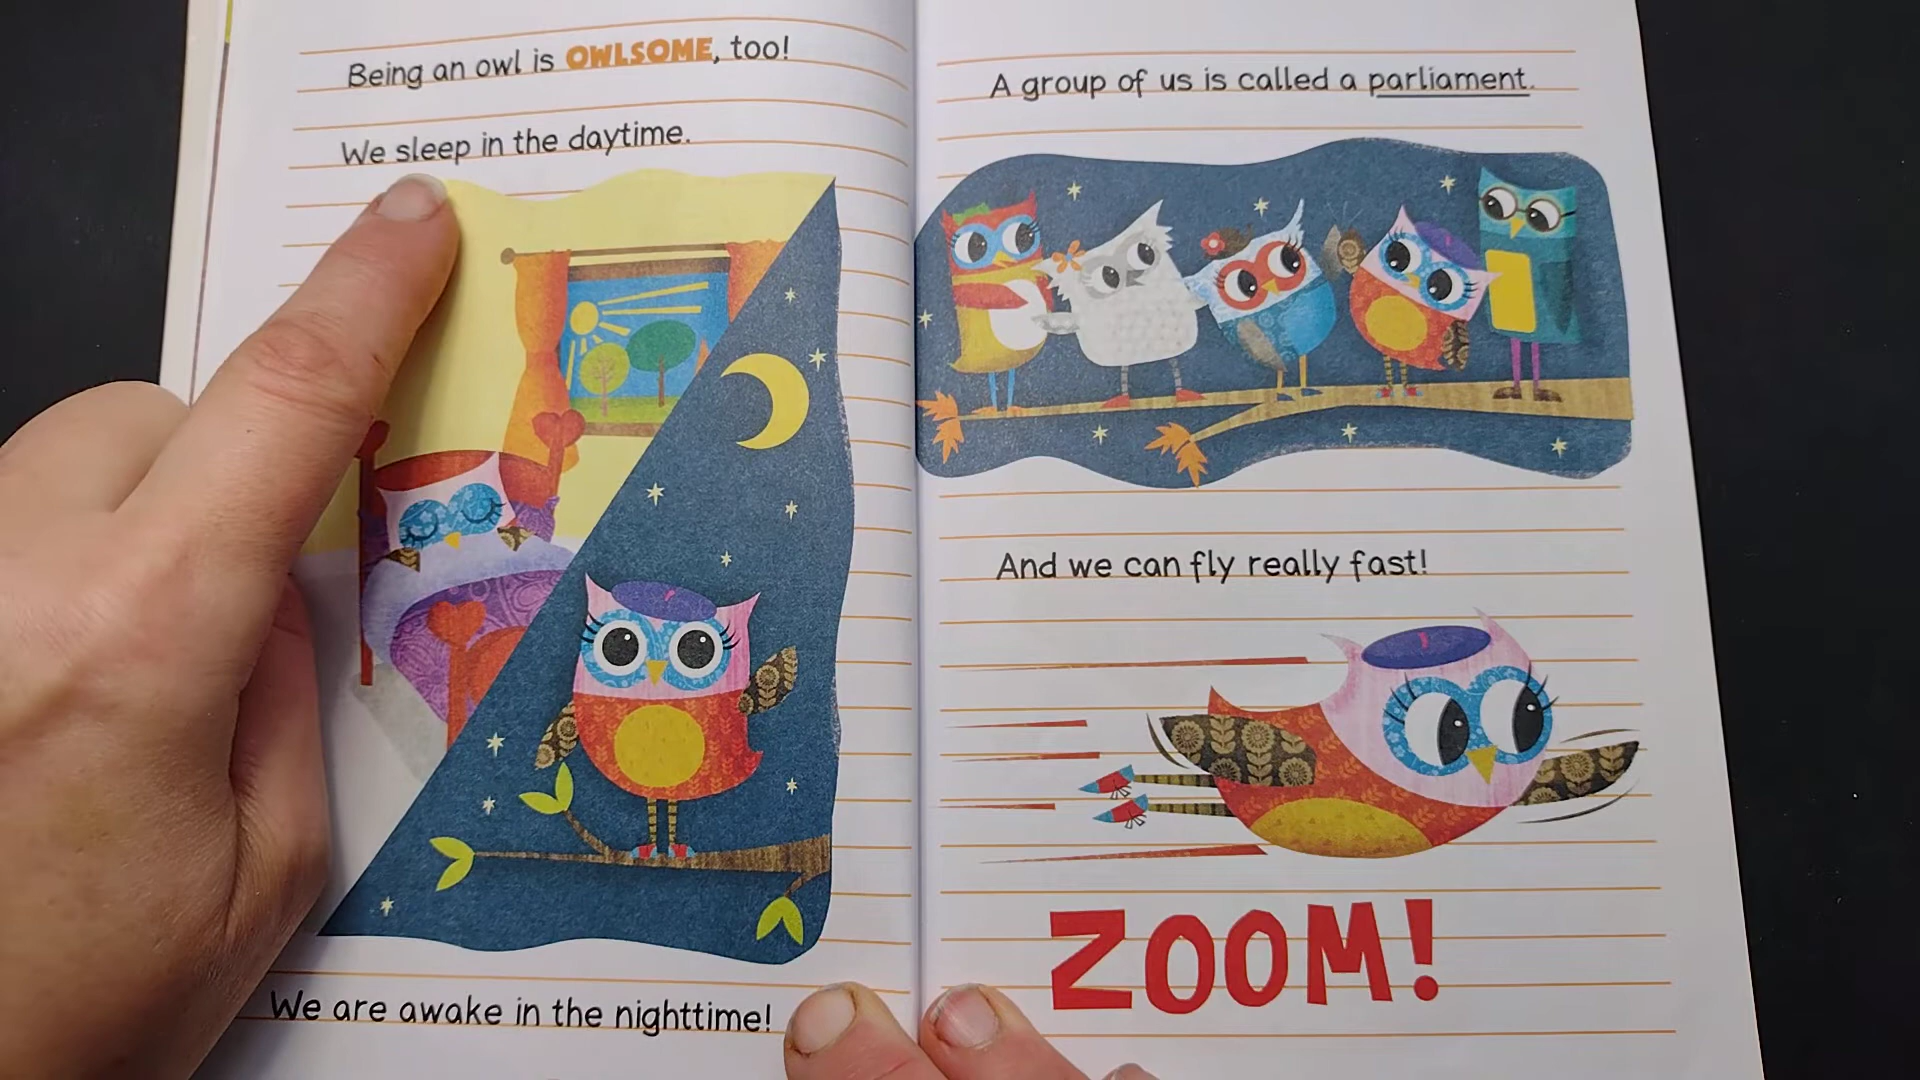 Being an owl is OWLSOME, too!
We sleep in the daytime.
We are awake in the nighttime!
A group of us is called a parliament.
And we can fly really fast!
ZOOM!